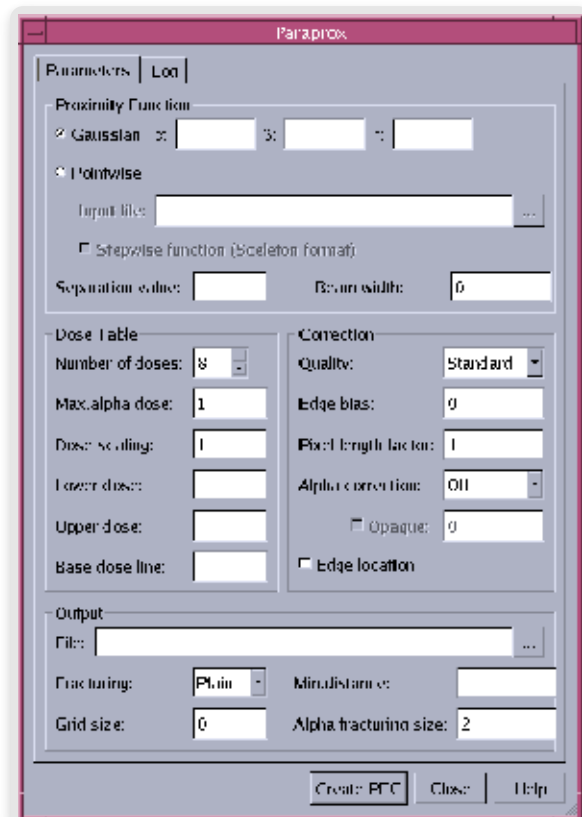 Paraprox
Parameters Log
Proximity Function
Gaussian
Pointwise
Input file: ...
Stepwise function (Sceleton format)
Separation value: Beam width: 0
Dose Table
Number of doses: 8
Max.alpha dose: 1
Dose scaling: 1
Lower dose:
Upper dose:
Base dose line:
Correction
Quality: Standard
Edge bias: 0
Pixel length factor: 1
Alpha correction: Off
Opaque: 0
Edge location
Output
File: ...
Fracturing: Plain Min.distance:
Grid size: 0 Alpha fracturing size: 2
Create PEC Close Help